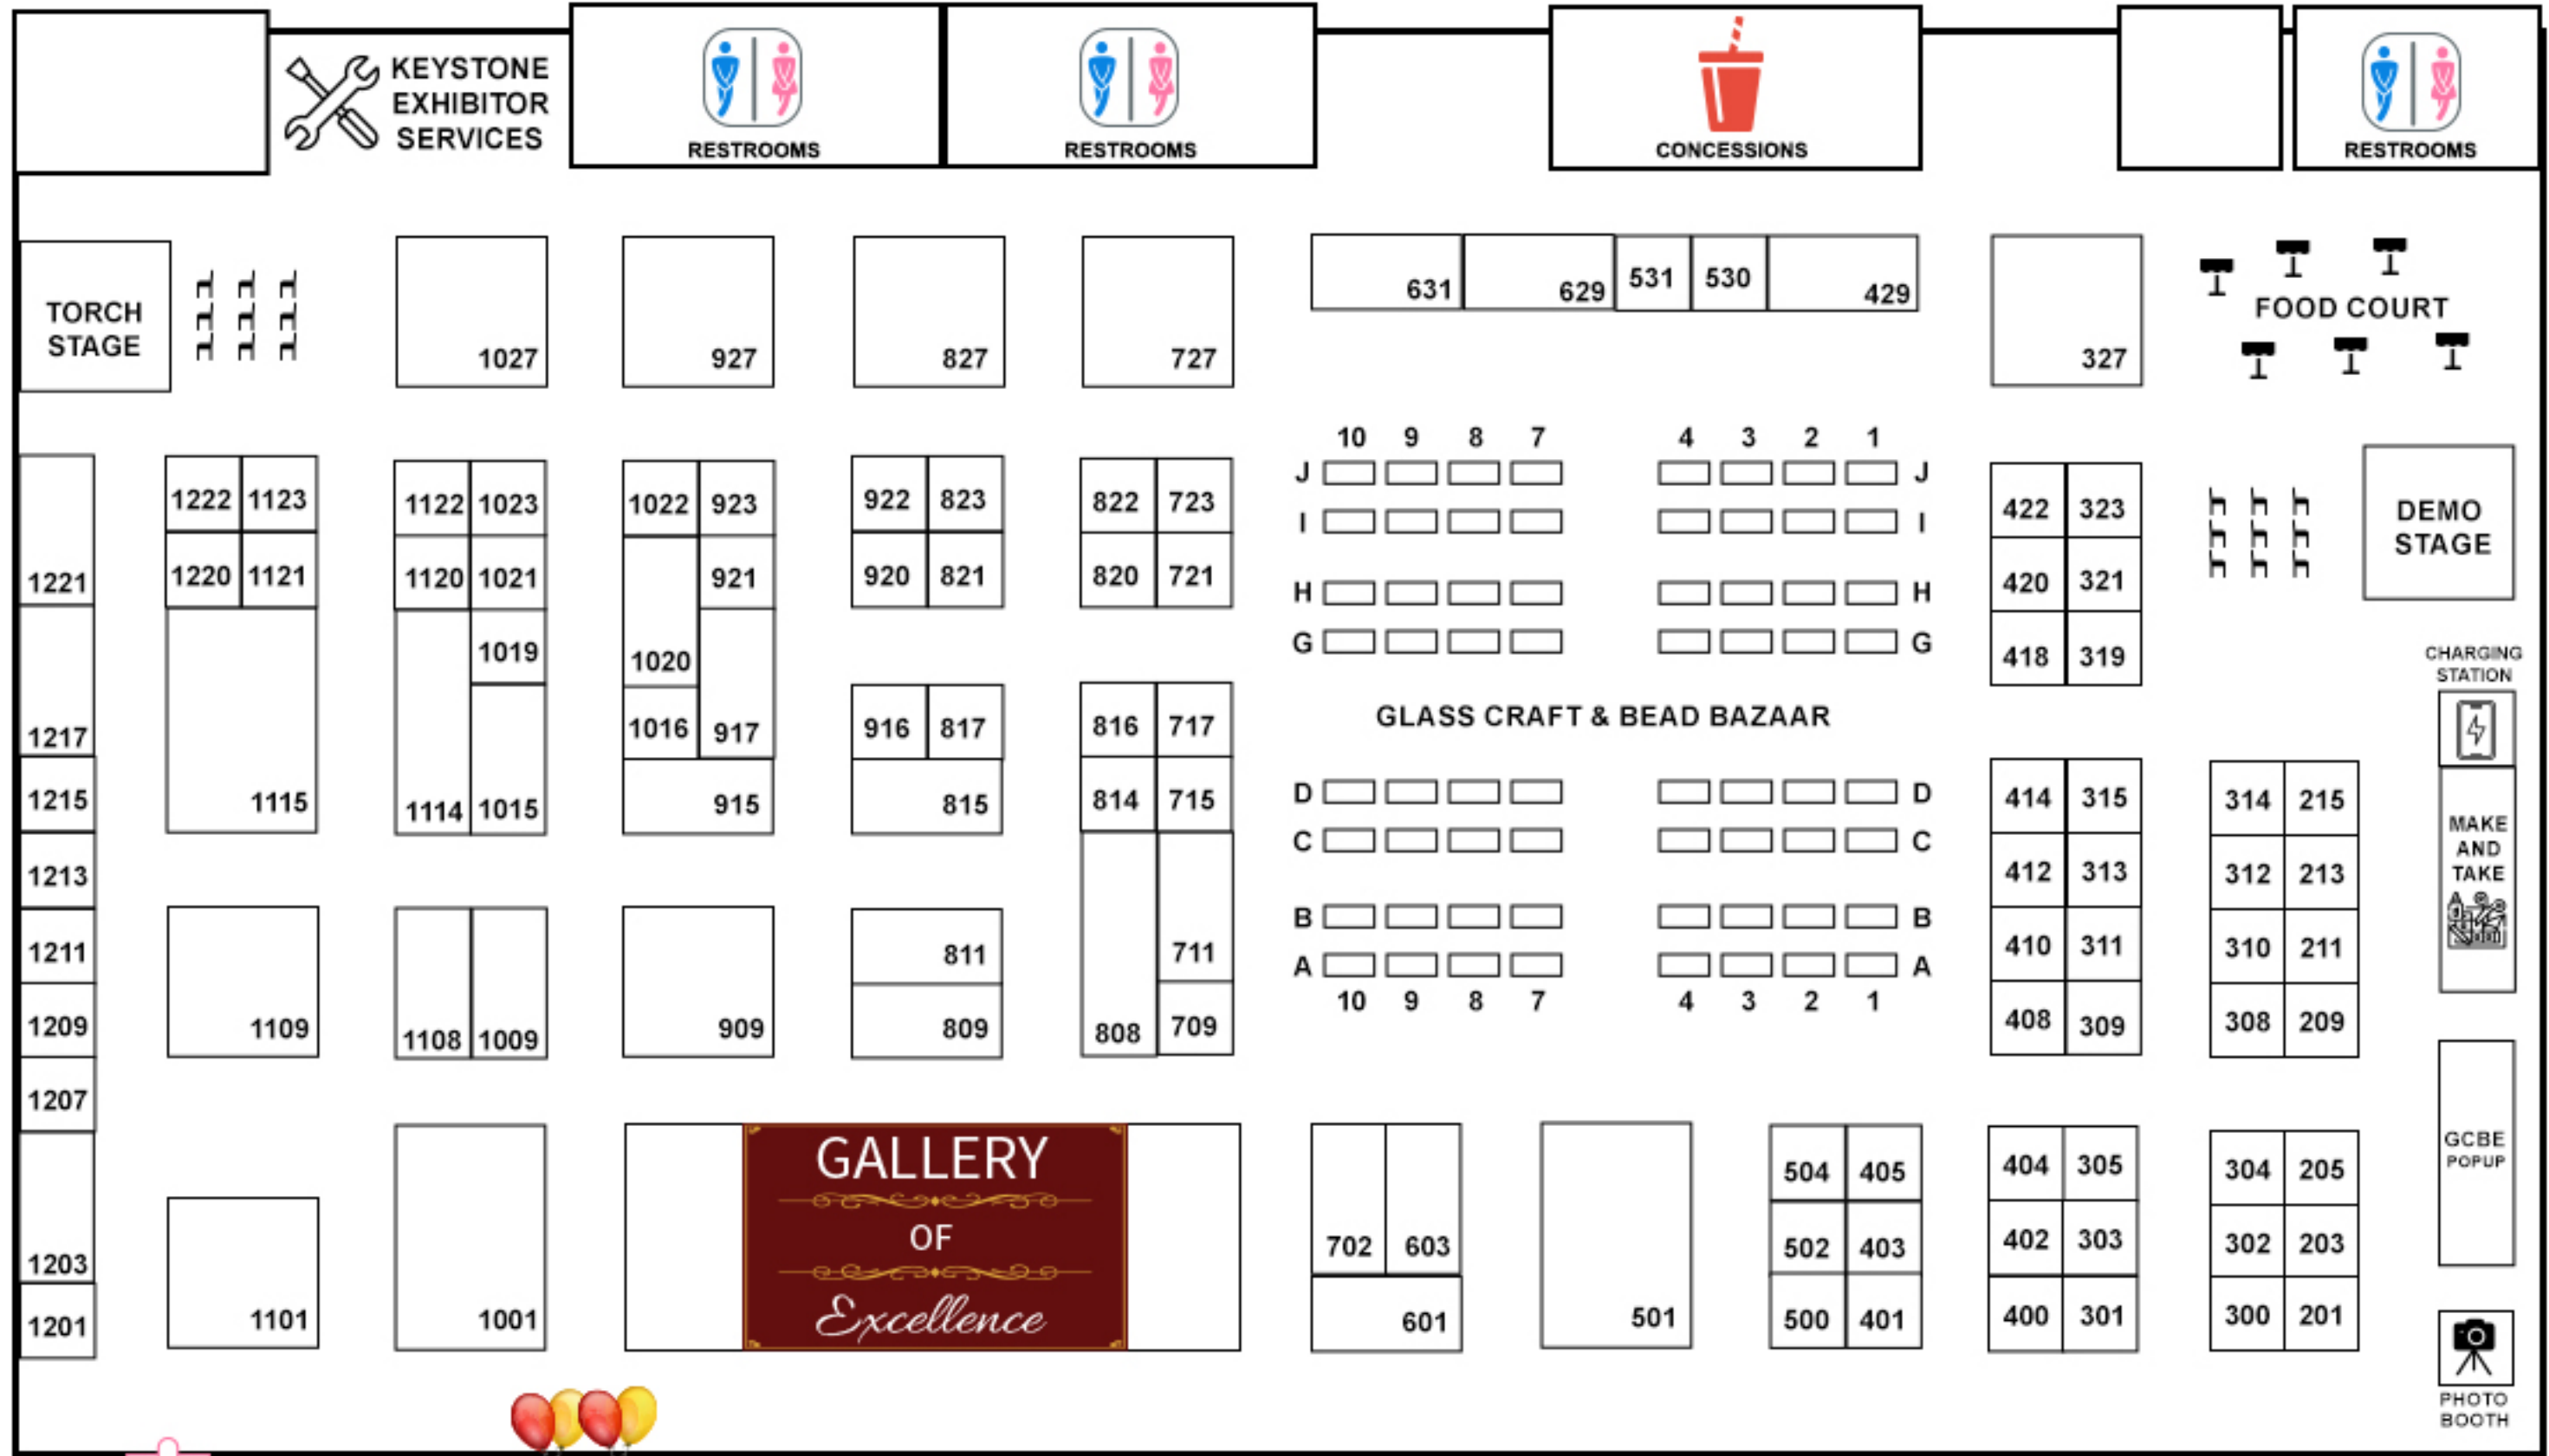 KEYSTONE
EXHIBITOR
SERVICES
RESTROOMS
RESTROOMS
CONCESSIONS
RESTROOMS
TORCH
STAGE
1027
927
827
727
631
629
531
530
429
327
FOOD COURT
1221
1217
1215
1213
1211
1209
1207
1203
1201
1222 1123
1220 1121
1115
1109
1101
1122 1023
1120 1021
1019
1114 1015
1108 1009
1001
1022 923
921
1020
1016 917
915
909
922 823
920 821
916 817
815
811
809
822 723
820 721
816 717
814 715
711
808 709
GALLERY
OF
Excellence
10 9 8 7 4 3 2 1
J J
I I
H H
G G
GLASS CRAFT & BEAD BAZAAR
D D
C C
B B
A A
10 9 8 7 4 3 2 1
702 603
601
501
504 405
502 403
500 401
422 323
420 321
418 319
414 315
412 313
410 311
408 309
404 305
402 303
400 301
314 215
312 213
310 211
308 209
304 205
302 203
300 201
DEMO
STAGE
CHARGING
STATION
MAKE
AND
TAKE
GCBE
POPUP
PHOTO
BOOTH